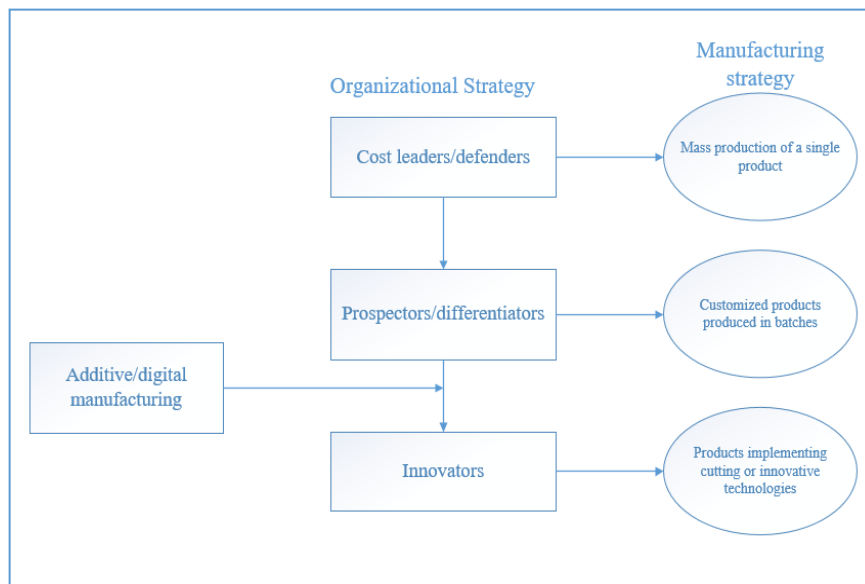 Manufacturing
strategy
Organizational Strategy
Cost leaders/defenders
Mass production of a single
product
Prospectors/differentiators
Customized products
produced in batches
Additive/digital
manufacturing
Innovators
Products implementing
cutting or innovative
technologies